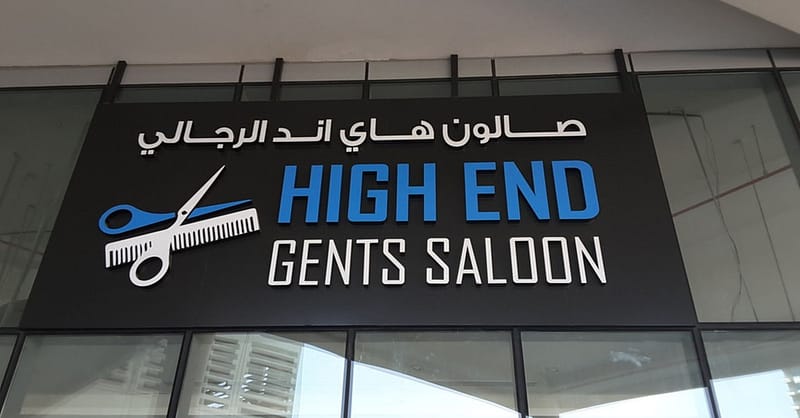 صالون هاي اند الرجالي
HIGH END
GENTS SALOON